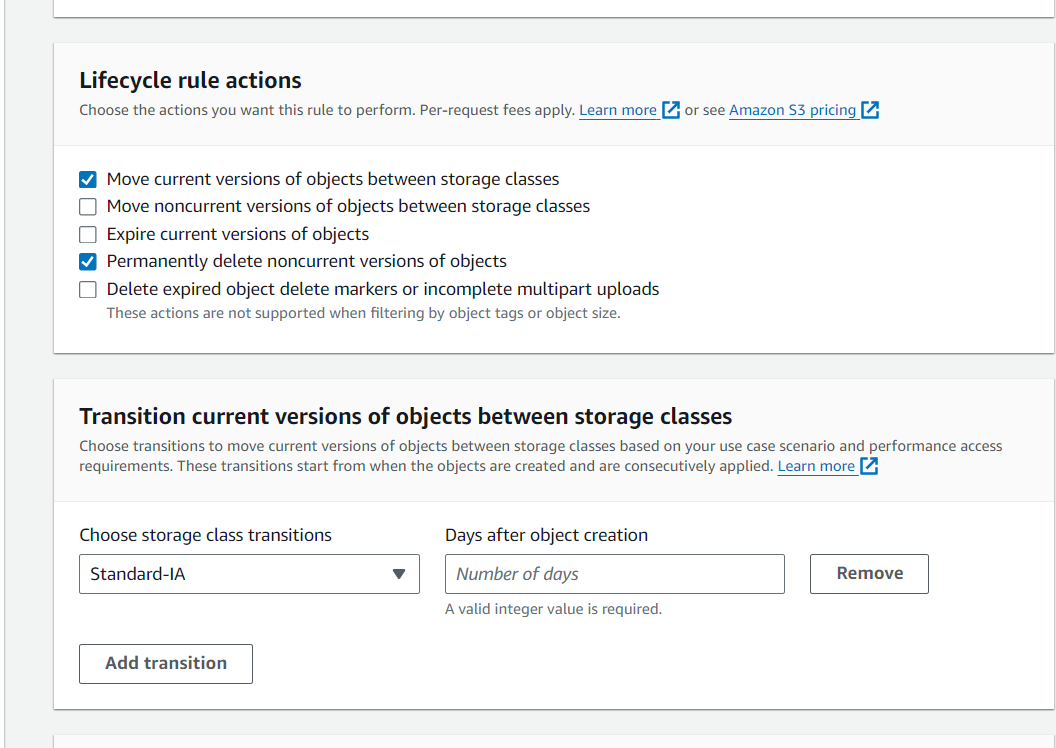 Lifecycle rule actions
Choose the actions you want this rule to perform. Per-request fees apply. Learn more or see Amazon S3 pricing
Move current versions of objects between storage classes
Move noncurrent versions of objects between storage classes
Expire current versions of objects
Permanently delete noncurrent versions of objects
Delete expired object delete markers or incomplete multipart uploads
These actions are not supported when filtering by object tags or object size.
Transition current versions of objects between storage classes
Choose transitions to move current versions of objects between storage classes based on your use case scenario and performance access
requirements. These transitions start from when the objects are created and are consecutively applied. Learn more
Choose storage class transitions
Days after object creation
Standard-IA
Number of days
Remove
A valid integer value is required.
Add transition